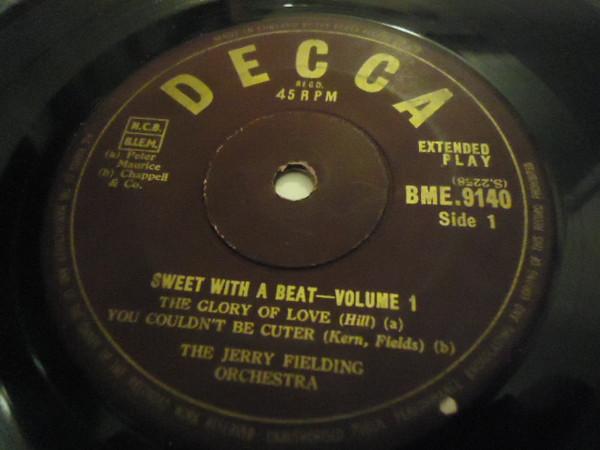 DECCA
REGD.
45 RPM
N.C.B.
B.I.E.M.
(a) Peter
Maurice
(b) Chappell
& Co.
EXTENDED
PLAY
(S.2258)
BME.9140
Side 1
SWEET WITH A BEAT—VOLUME 1
THE GLORY OF LOVE (Hill) (a)
YOU COULDN'T BE CUTER (Kern, Fields) (b)
THE JERRY FIELDING
ORCHESTRA